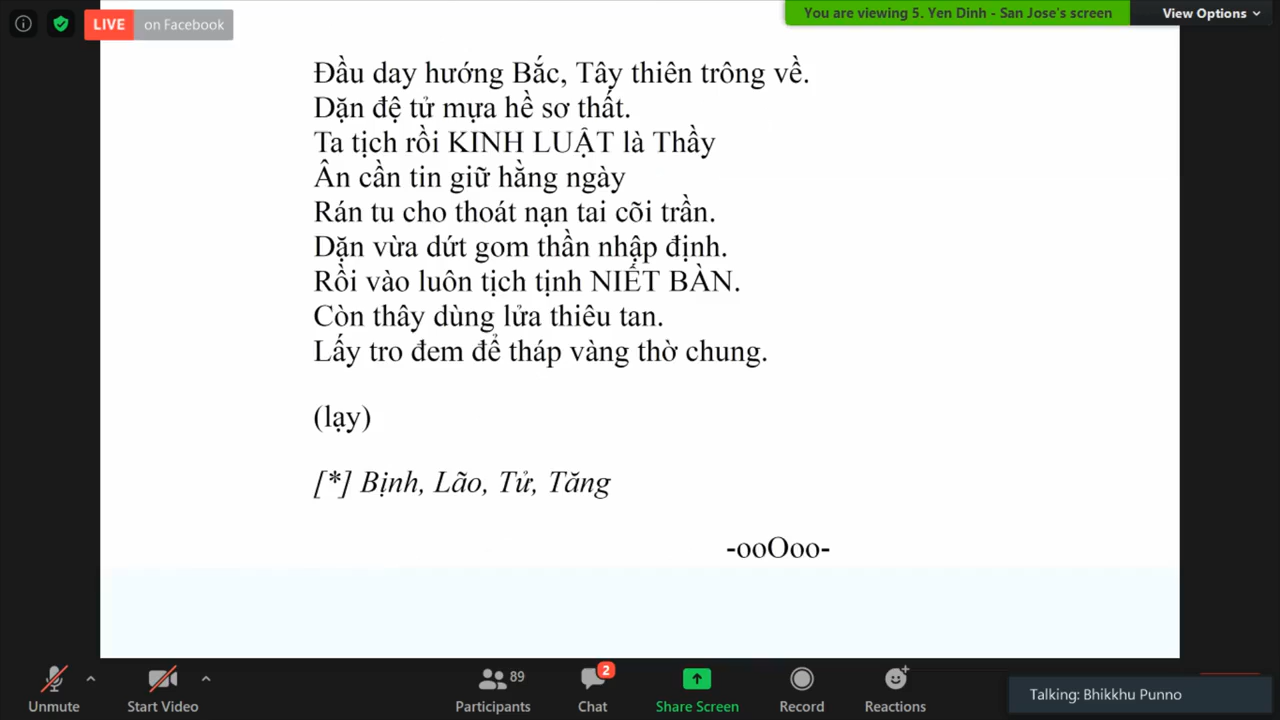 LIVE on Facebook
You are viewing 5. Yen Dinh - San Jose's screen
View Options
Đầu day hướng Bắc, Tây thiên trông về.
Dặn đệ tử mựa hề sơ thất.
Ta tịch rồi KINH LUẬT là Thầy
Ân cần tin giữ hằng ngày
Rán tu cho thoát nạn tai cõi trần.
Dặn vừa dứt gom thần nhập định.
Rồi vào luôn tịch tịnh NIẾT BÀN.
Còn thây dùng lửa thiêu tan.
Lấy tro đem để tháp vàng thờ chung.
(lạy)
[*] Bịnh, Lão, Tử, Tăng
-ooOoo-
Unmute
Start Video
89
Participants
2
Chat
Share Screen
Record
Reactions
Talking: Bhikkhu Punno